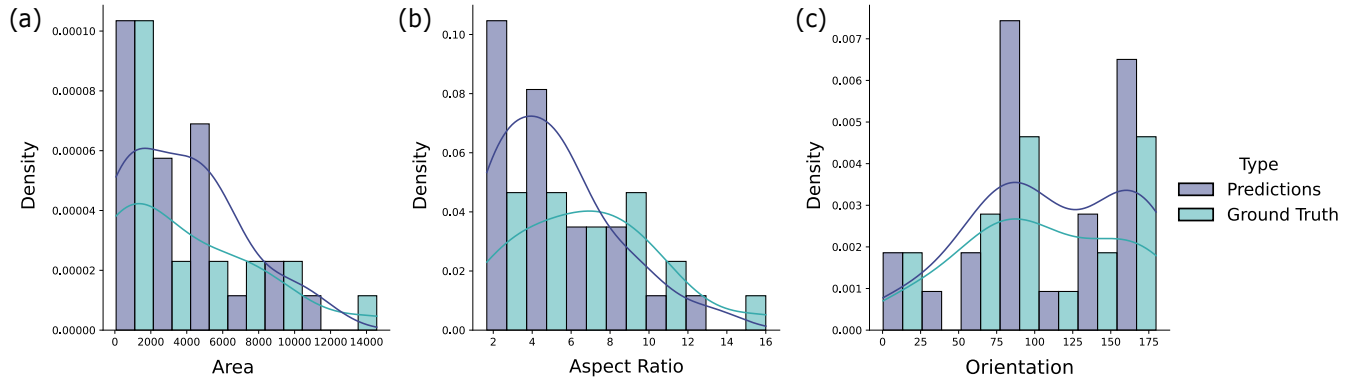 (a)
0.00010
0.00008
0.00006
0.00004
0.00002
0.00000
Density
0 2000 4000 6000 8000 10000 12000 14000
Area
(b)
0.10
0.08
0.06
0.04
0.02
0.00
Density
2 4 6 8 10 12 14 16
Aspect Ratio
(c)
0.007
0.006
0.005
0.004
0.003
0.002
0.001
0.000
Density
0 25 50 75 100 125 150 175
Orientation
Type
Predictions
Ground Truth